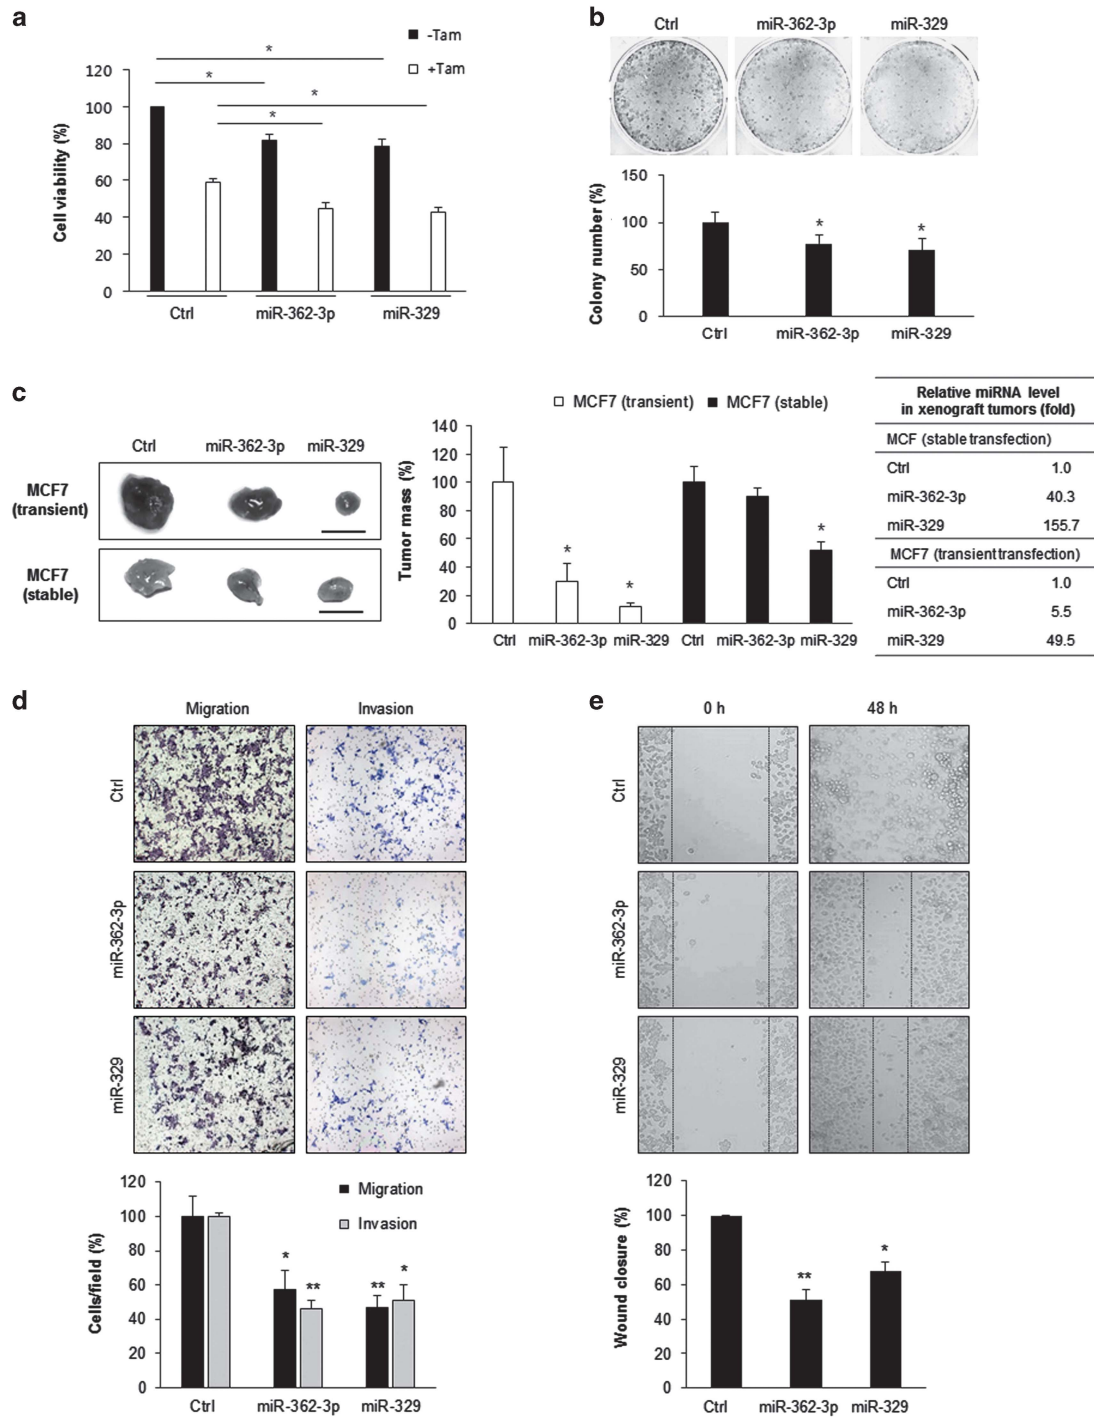 a
-Tam
+Tam
*
*
*
*
120
100
80
60
40
20
0
Cell viability (%)
Ctrl miR-362-3p miR-329
b
Ctrl miR-362-3p miR-329
150
100
50
0
Colony number (%)
*
*
Ctrl miR-362-3p miR-329
c
Ctrl miR-362-3p miR-329
MCF7
(transient)
MCF7
(stable)
MCF7 (transient) MCF7 (stable)
140
120
100
80
60
40
20
0
Tumor mass (%)
*
*
*
Ctrl miR-362-3p miR-329 Ctrl miR-362-3p miR-329
Relative miRNA level
in xenograft tumors (fold)
MCF (stable transfection)
Ctrl 1.0
miR-362-3p 40.3
miR-329 155.7
MCF7 (transient transfection)
Ctrl 1.0
miR-362-3p 5.5
miR-329 49.5
d
Migration Invasion
Ctrl
miR-362-3p
miR-329
120
100
80
60
40
20
0
Cells/field (%)
Migration
Invasion
*
**
**
*
Ctrl miR-362-3p miR-329
e
0 h 48 h
Ctrl
miR-362-3p
miR-329
120
100
80
60
40
20
0
Wound closure (%)
**
*
Ctrl miR-362-3p miR-329